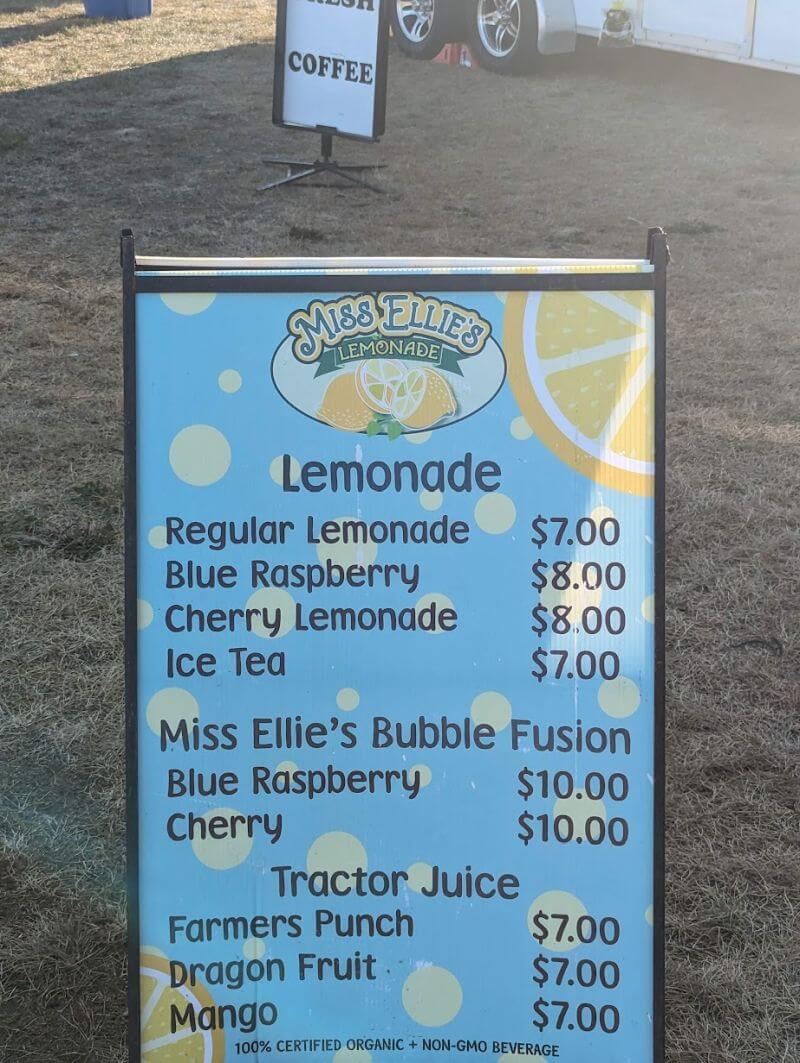 COFFEE
Miss Ellie's
LEMONADE
Lemonade
Regular Lemonade $7.00
Blue Raspberry $8.00
Cherry Lemonade $8.00
Ice Tea $7.00
Miss Ellie's Bubble Fusion
Blue Raspberry $10.00
Cherry $10.00
Tractor Juice
Farmers Punch $7.00
Dragon Fruit $7.00
Mango $7.00
100% CERTIFIED ORGANIC + NON-GMO BEVERAGE